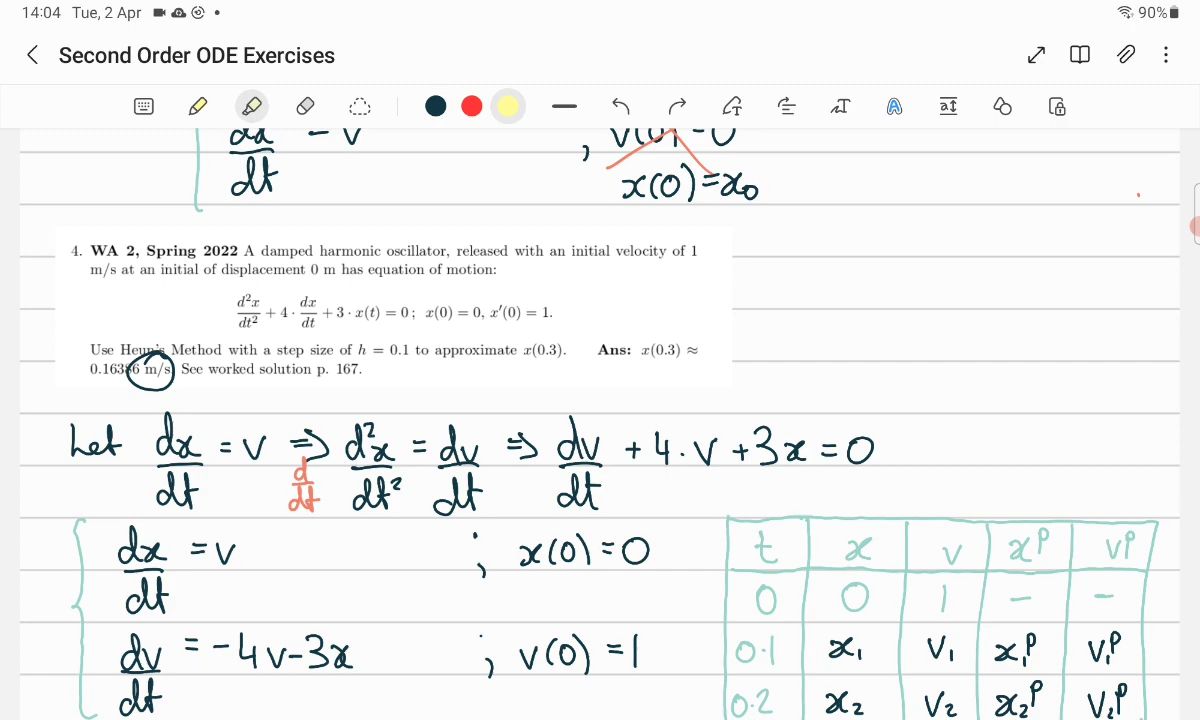 14:04 Tue, 2 Apr 90%
Second Order ODE Exercises
dx/dt = v ; v(0) = 0
x(0) = x₀
4. WA 2, Spring 2022 A damped harmonic oscillator, released with an initial velocity of 1
m/s at an initial of displacement 0 m has equation of motion:
d²x/dt² + 4 · dx/dt + 3 · x(t) = 0; x(0) = 0, x′(0) = 1.
Use Heun's Method with a step size of h = 0.1 to approximate x(0.3). Ans: x(0.3) ≈
0.16386 m/s See worked solution p. 167.
Let dx/dt = v ⇒ d²x/dt² = dv/dt ⇒ dv/dt + 4.v + 3x = 0
d/dt
dx/dt = v ; x(0) = 0
dv/dt = -4v-3x ; v(0) = 1
t x v xᵖ vᵖ
0 0 1 – –
0.1 x₁ v₁ x₁ᵖ v₁ᵖ
0.2 x₂ v₂ x₂ᵖ v₂ᵖ